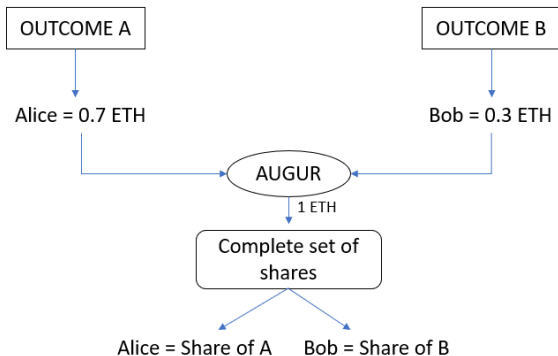 OUTCOME A
OUTCOME B
Alice = 0.7 ETH
Bob = 0.3 ETH
AUGUR
1 ETH
Complete set of
shares
Alice = Share of A
Bob = Share of B